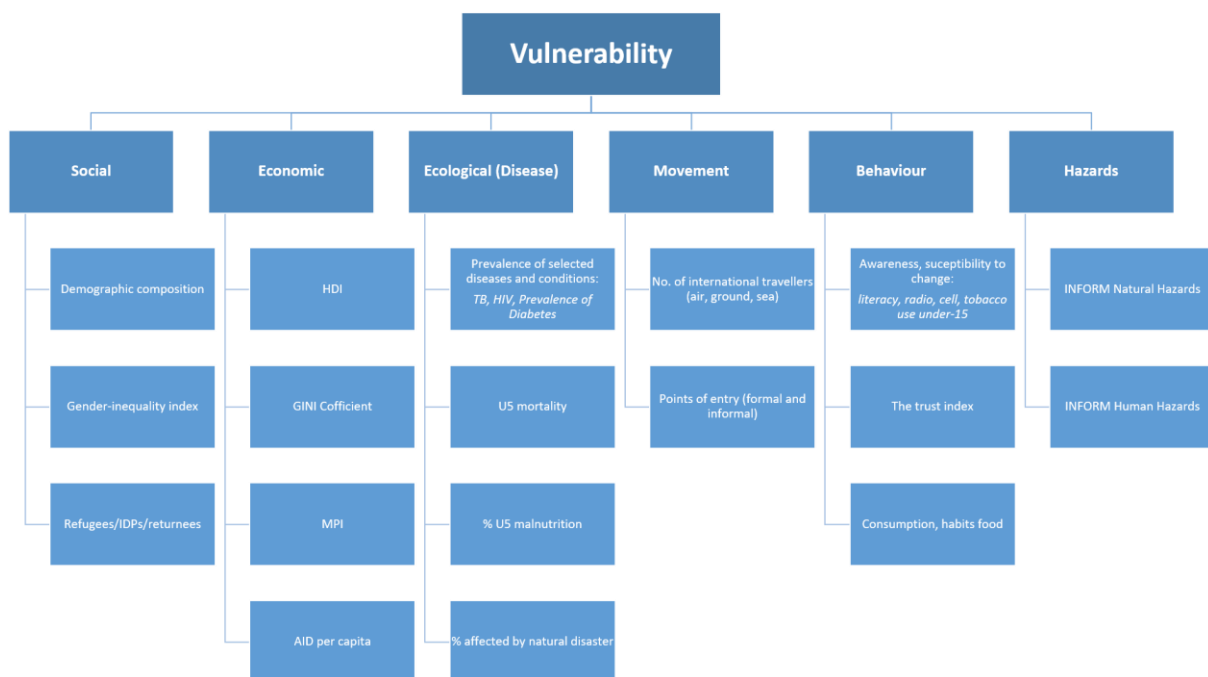 Vulnerability
Social
Economic
Ecological (Disease)
Movement
Behaviour
Hazards
Demographic composition
HDI
Prevalence of selected
diseases and conditions:
TB, HIV, Prevalence of
Diabetes
No. of international travellers
(air, ground, sea)
Awareness, suceptibility to
change:
literacy, radio, cell, tobacco
use under-15
INFORM Natural Hazards
Gender-inequality index
GINI Cofficient
U5 mortality
Points of entry (formal and
informal)
The trust index
INFORM Human Hazards
Refugees/IDPs/returnees
MPI
% U5 malnutrition
Consumption, habits food
AID per capita
% affected by natural disaster